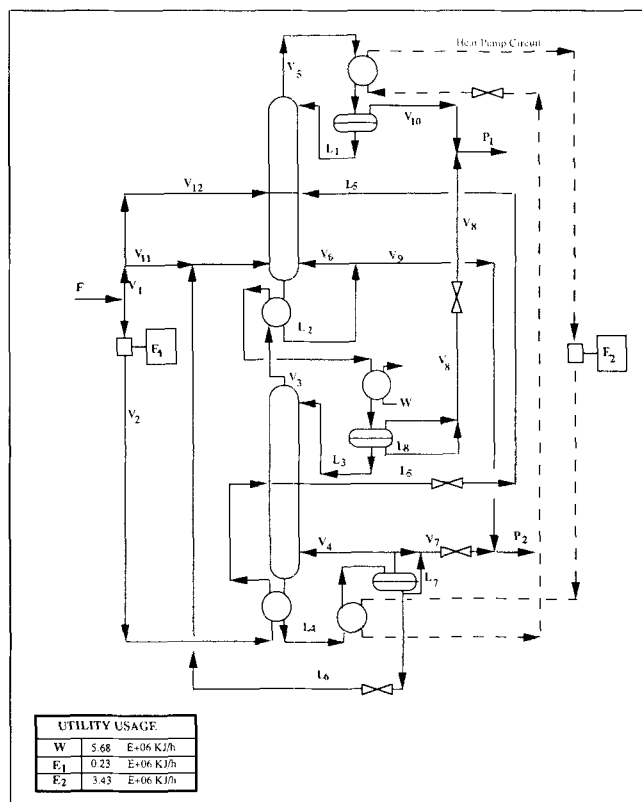 Heat Pump Circuit
V5
V10
P1
L1
V12
L5
V8
V11
V6
V9
F
V1
L2
E1
E2
V3
V8
V2
W
L8
L3
L5
V4
V7
P2
L7
L4
L6
UTILITY USAGE
W 5.68 E+06 KJ/h
E1 0.23 E+06 KJ/h
E2 3.43 E+06 KJ/h